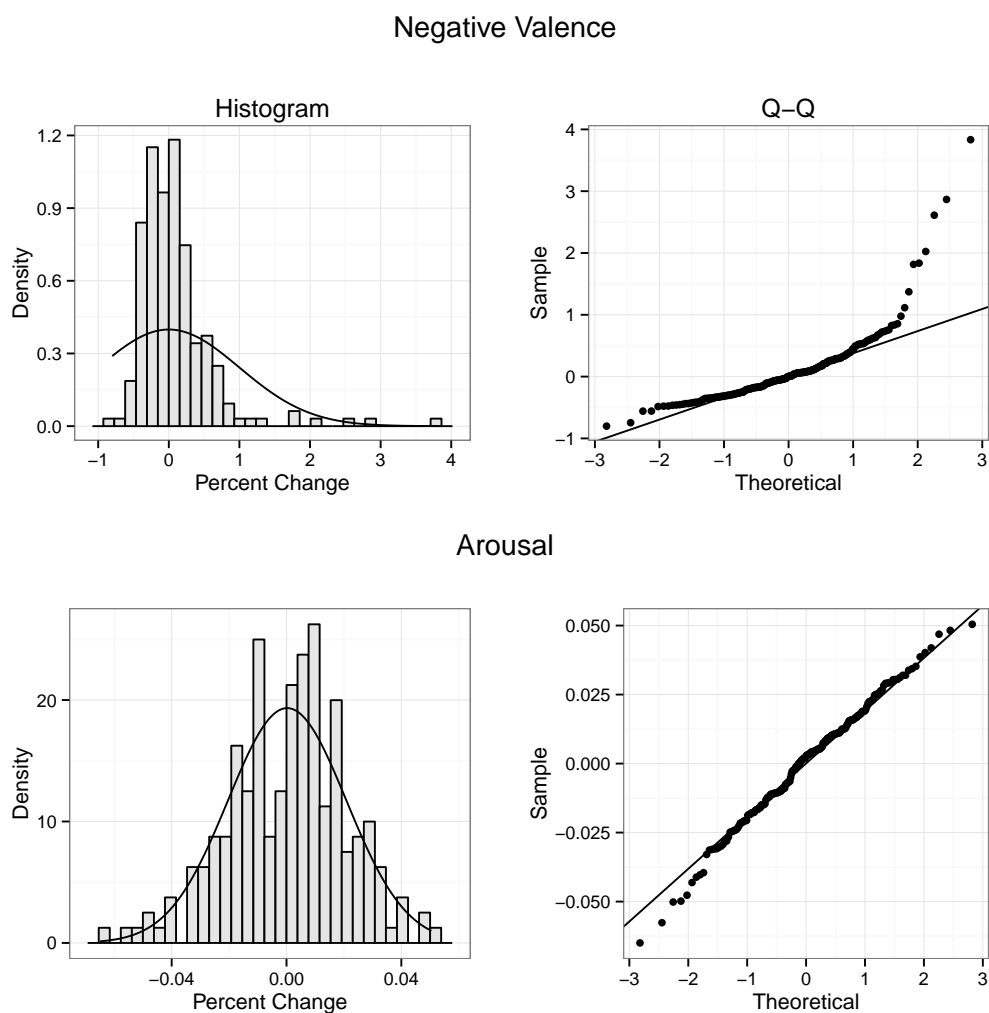 Negative Valence
Histogram
Q−Q
1.2
0.9
0.6
0.3
0.0
Density
−1 0 1 2 3 4
Percent Change
4
3
2
1
0
−1
Sample
−3 −2 −1 0 1 2 3
Theoretical
Arousal
20
10
0
Density
−0.04 0.00 0.04
Percent Change
0.050
0.025
0.000
−0.025
−0.050
Sample
−3 −2 −1 0 1 2 3
Theoretical